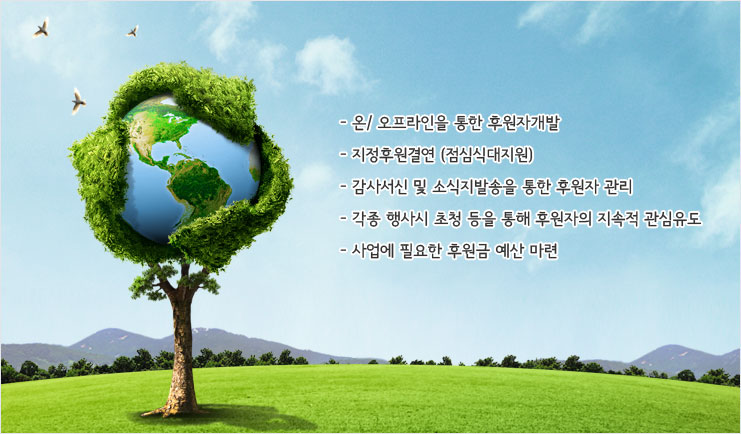 - 온/ 오프라인을 통한 후원자개발
- 지정후원결연 (점심식대지원)
- 감사서신 및 소식지발송을 통한 후원자 관리
- 각종 행사시 초청 등을 통해 후원자의 지속적 관심유도
- 사업에 필요한 후원금 예산 마련